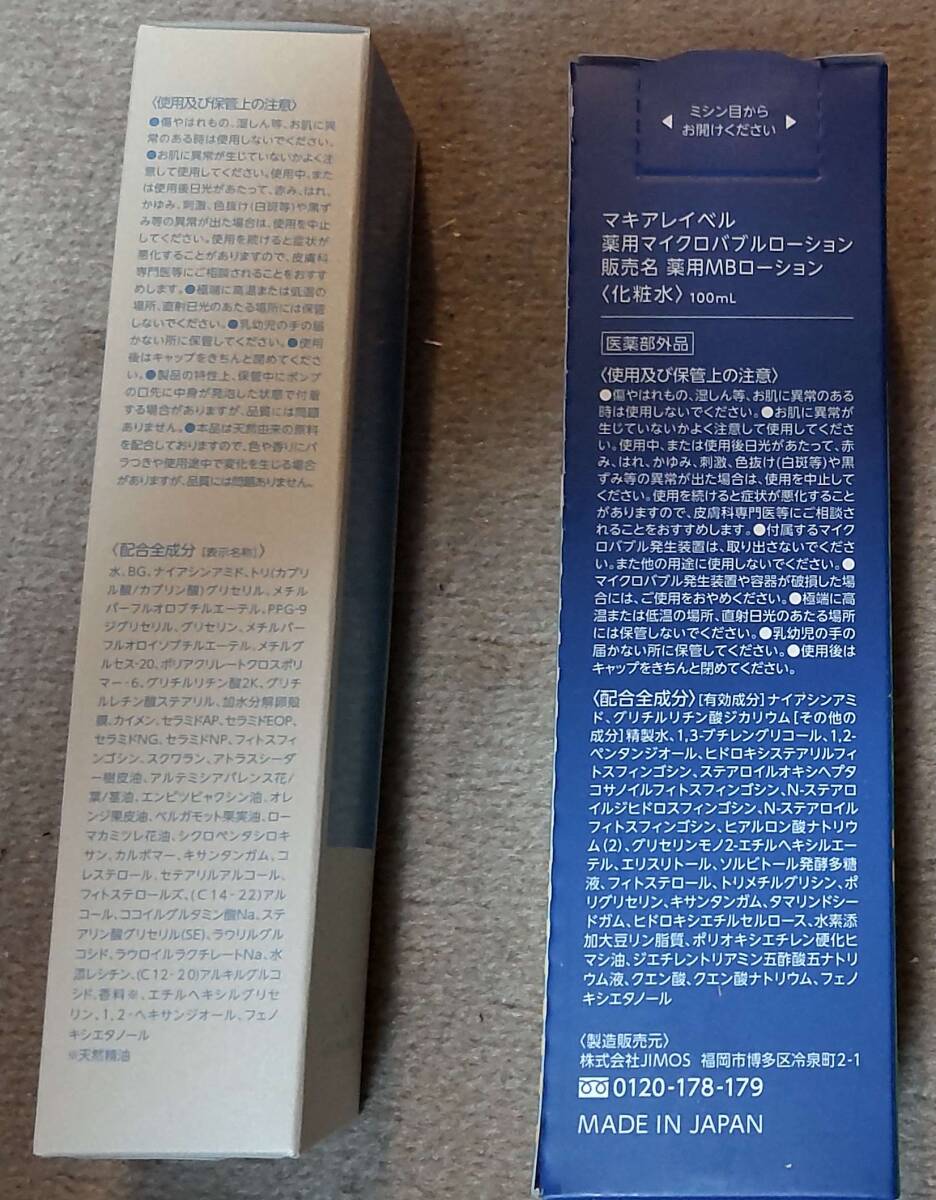 〈使用及び保管上の注意〉
●傷やはれもの、湿しん等、お肌に異
常のある時は使用しないでください。
●お肌に異常が生じていないかよく注
意して使用してください。使用中、また
は使用後日光があたって、赤み、はれ、
かゆみ、刺激、色抜け(白斑等)や黒ず
み等の異常が出た場合は、使用を中止
してください。使用を続けると症状が
悪化することがありますので、皮膚科
専門医等にご相談されることをおすす
めします。●極端に高温または低温の
場所、直射日光のあたる場所には保管
しないでください。●乳幼児の手の届
かない所に保管してください。●使用
後はキャップをきちんと閉めてくださ
い。●製品の特性上、保管中にポンプ
の口先に中身が発泡した状態で付着
する場合がありますが、品質には問題
ありません。●本品は天然由来の原料
を配合しておりますので、色や香りにバ
ラつきや使用途中で変化を生じる場合
がありますが、品質には問題ありません。
〈配合全成分［表示名称］〉
水、BG、ナイアシンアミド、トリ(カプリ
ル酸/カプリン酸)グリセリル、メチル
パーフルオロブチルエーテル、PPG-9
ジグリセリル、グリセリン、メチルパー
フルオロイソブチルエーテル、メチルグ
ルセス-20、ポリアクリレートクロスポリ
マー-6、グリチルリチン酸2K、グリチ
ルレチン酸ステアリル、加水分解卵殻
膜、カイメン、セラミドAP、セラミドEOP、
セラミドNG、セラミドNP、フィトスフィ
ンゴシン、スクワラン、アトラスシーダ
ー樹皮油、アルテミシアパレンス花/
葉/茎油、エンピツビャクシン油、オレ
ンジ果皮油、ベルガモット果実油、ロー
マカミツレ花油、シクロペンタシロキ
サン、カルボマー、キサンタンガム、コ
レステロール、セテアリルアルコール、
フィトステロールズ、(C14-22)アル
コール、ココイルグルタミン酸Na、ステ
アリン酸グリセリル(SE)、ラウリルグル
コシド、ラウロイルラクチレートNa、水
添レシチン、(C12-20)アルキルグルコ
シド、香料※、エチルヘキシルグリセ
リン、1,2-ヘキサンジオール、フェノ
キシエタノール
※天然精油
ミシン目から
お開けください
マキアレイベル
薬用マイクロバブルローション
販売名 薬用MBローション
〈化粧水〉 100mL
医薬部外品
〈使用及び保管上の注意〉
●傷やはれもの、湿しん等、お肌に異常のある
時は使用しないでください。●お肌に異常が
生じていないかよく注意して使用してくださ
い。使用中、または使用後日光があたって、赤
み、はれ、かゆみ、刺激、色抜け(白斑等)や黒
ずみ等の異常が出た場合は、使用を中止して
ください。使用を続けると症状が悪化すること
がありますので、皮膚科専門医等にご相談さ
れることをおすすめします。●付属するマイク
ロバブル発生装置は、取り出さないでくださ
い。また他の用途に使用しないでください。●
マイクロバブル発生装置や容器が破損した場
合には、ご使用をおやめください。●極端に高
温または低温の場所、直射日光のあたる場所
には保管しないでください。●乳幼児の手の
届かない所に保管してください。●使用後は
キャップをきちんと閉めてください。
〈配合全成分〉［有効成分］ナイアシンアミ
ド、グリチルリチン酸ジカリウム［その他の
成分］精製水、1,3-ブチレングリコール、1,2-
ペンタンジオール、ヒドロキシステアリルフィ
トスフィンゴシン、ステアロイルオキシヘプタ
コサノイルフィトスフィンゴシン、N-ステアロ
イルジヒドロスフィンゴシン、N-ステアロイル
フィトスフィンゴシン、ヒアルロン酸ナトリウ
ム(2)、グリセリンモノ2-エチルヘキシルエー
テル、エリスリトール、ソルビトール発酵多糖
液、フィトステロール、トリメチルグリシン、ポ
リグリセリン、キサンタンガム、タマリンドシー
ドガム、ヒドロキシエチルセルロース、水素添
加大豆リン脂質、ポリオキシエチレン硬化ヒ
マシ油、ジエチレントリアミン五酢酸五ナトリ
ウム液、クエン酸、クエン酸ナトリウム、フェノ
キシエタノール
〈製造販売元〉
株式会社JIMOS 福岡市博多区冷泉町2-1
0120-178-179
MADE IN JAPAN